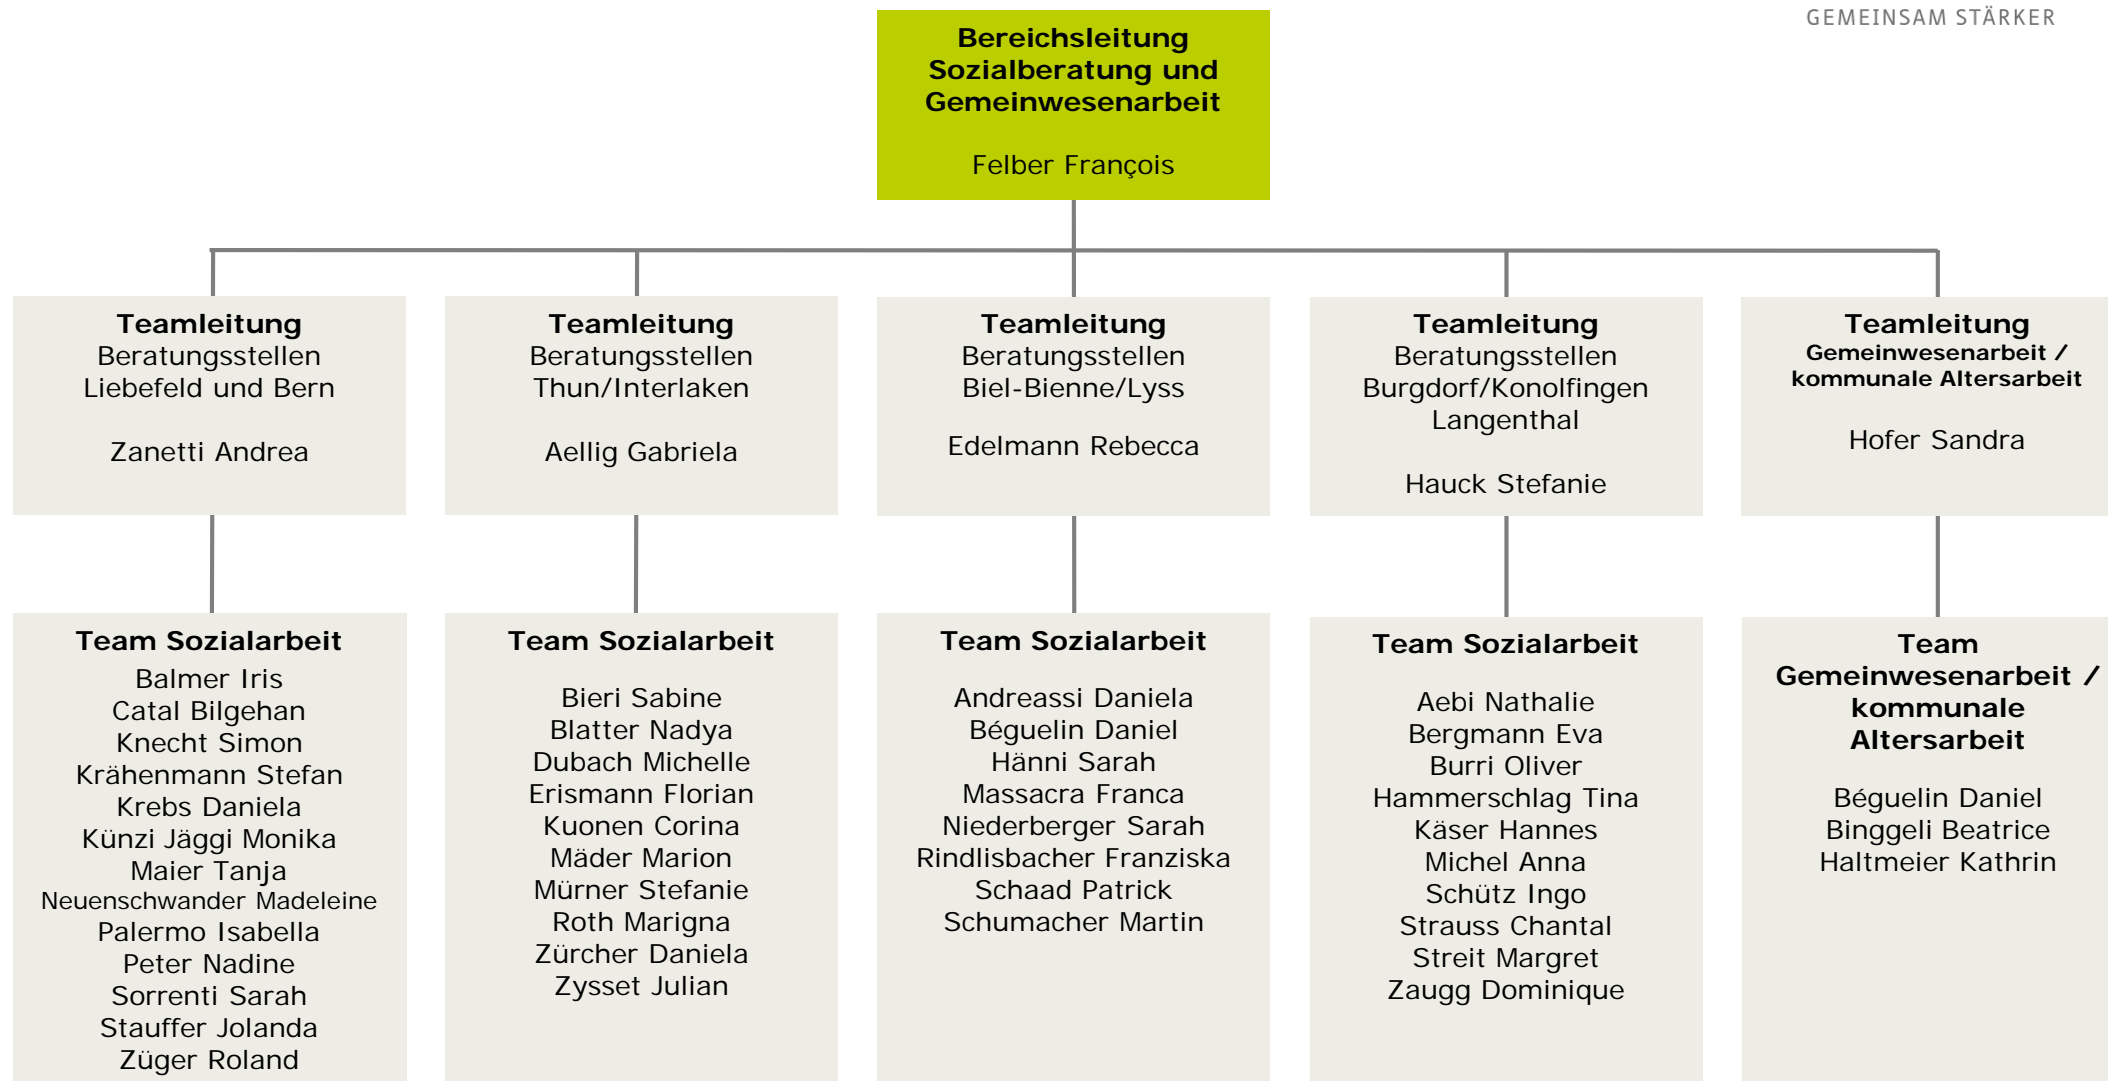 GEMEINSAM STÄRKER
Bereichsleitung
Sozialberatung und
Gemeinwesenarbeit
Felber François
Teamleitung
Beratungsstellen
Liebefeld und Bern
Zanetti Andrea
Teamleitung
Beratungsstellen
Thun/Interlaken
Aellig Gabriela
Teamleitung
Beratungsstellen
Biel-Bienne/Lyss
Edelmann Rebecca
Teamleitung
Beratungsstellen
Burgdorf/Konolfingen
Langenthal
Hauck Stefanie
Teamleitung
Gemeinwesenarbeit /
kommunale Altersarbeit
Hofer Sandra
Team Sozialarbeit
Balmer Iris
Catal Bilgehan
Knecht Simon
Krähenmann Stefan
Krebs Daniela
Künzi Jäggi Monika
Maier Tanja
Neuenschwander Madeleine
Palermo Isabella
Peter Nadine
Sorrenti Sarah
Stauffer Jolanda
Züger Roland
Team Sozialarbeit
Bieri Sabine
Blatter Nadya
Dubach Michelle
Erismann Florian
Kuonen Corina
Mäder Marion
Mürner Stefanie
Roth Marigna
Zürcher Daniela
Zysset Julian
Team Sozialarbeit
Andreassi Daniela
Béguelin Daniel
Hänni Sarah
Massacra Franca
Niederberger Sarah
Rindlisbacher Franziska
Schaad Patrick
Schumacher Martin
Team Sozialarbeit
Aebi Nathalie
Bergmann Eva
Burri Oliver
Hammerschlag Tina
Käser Hannes
Michel Anna
Schütz Ingo
Strauss Chantal
Streit Margret
Zaugg Dominique
Team
Gemeinwesenarbeit /
kommunale
Altersarbeit
Béguelin Daniel
Binggeli Beatrice
Haltmeier Kathrin